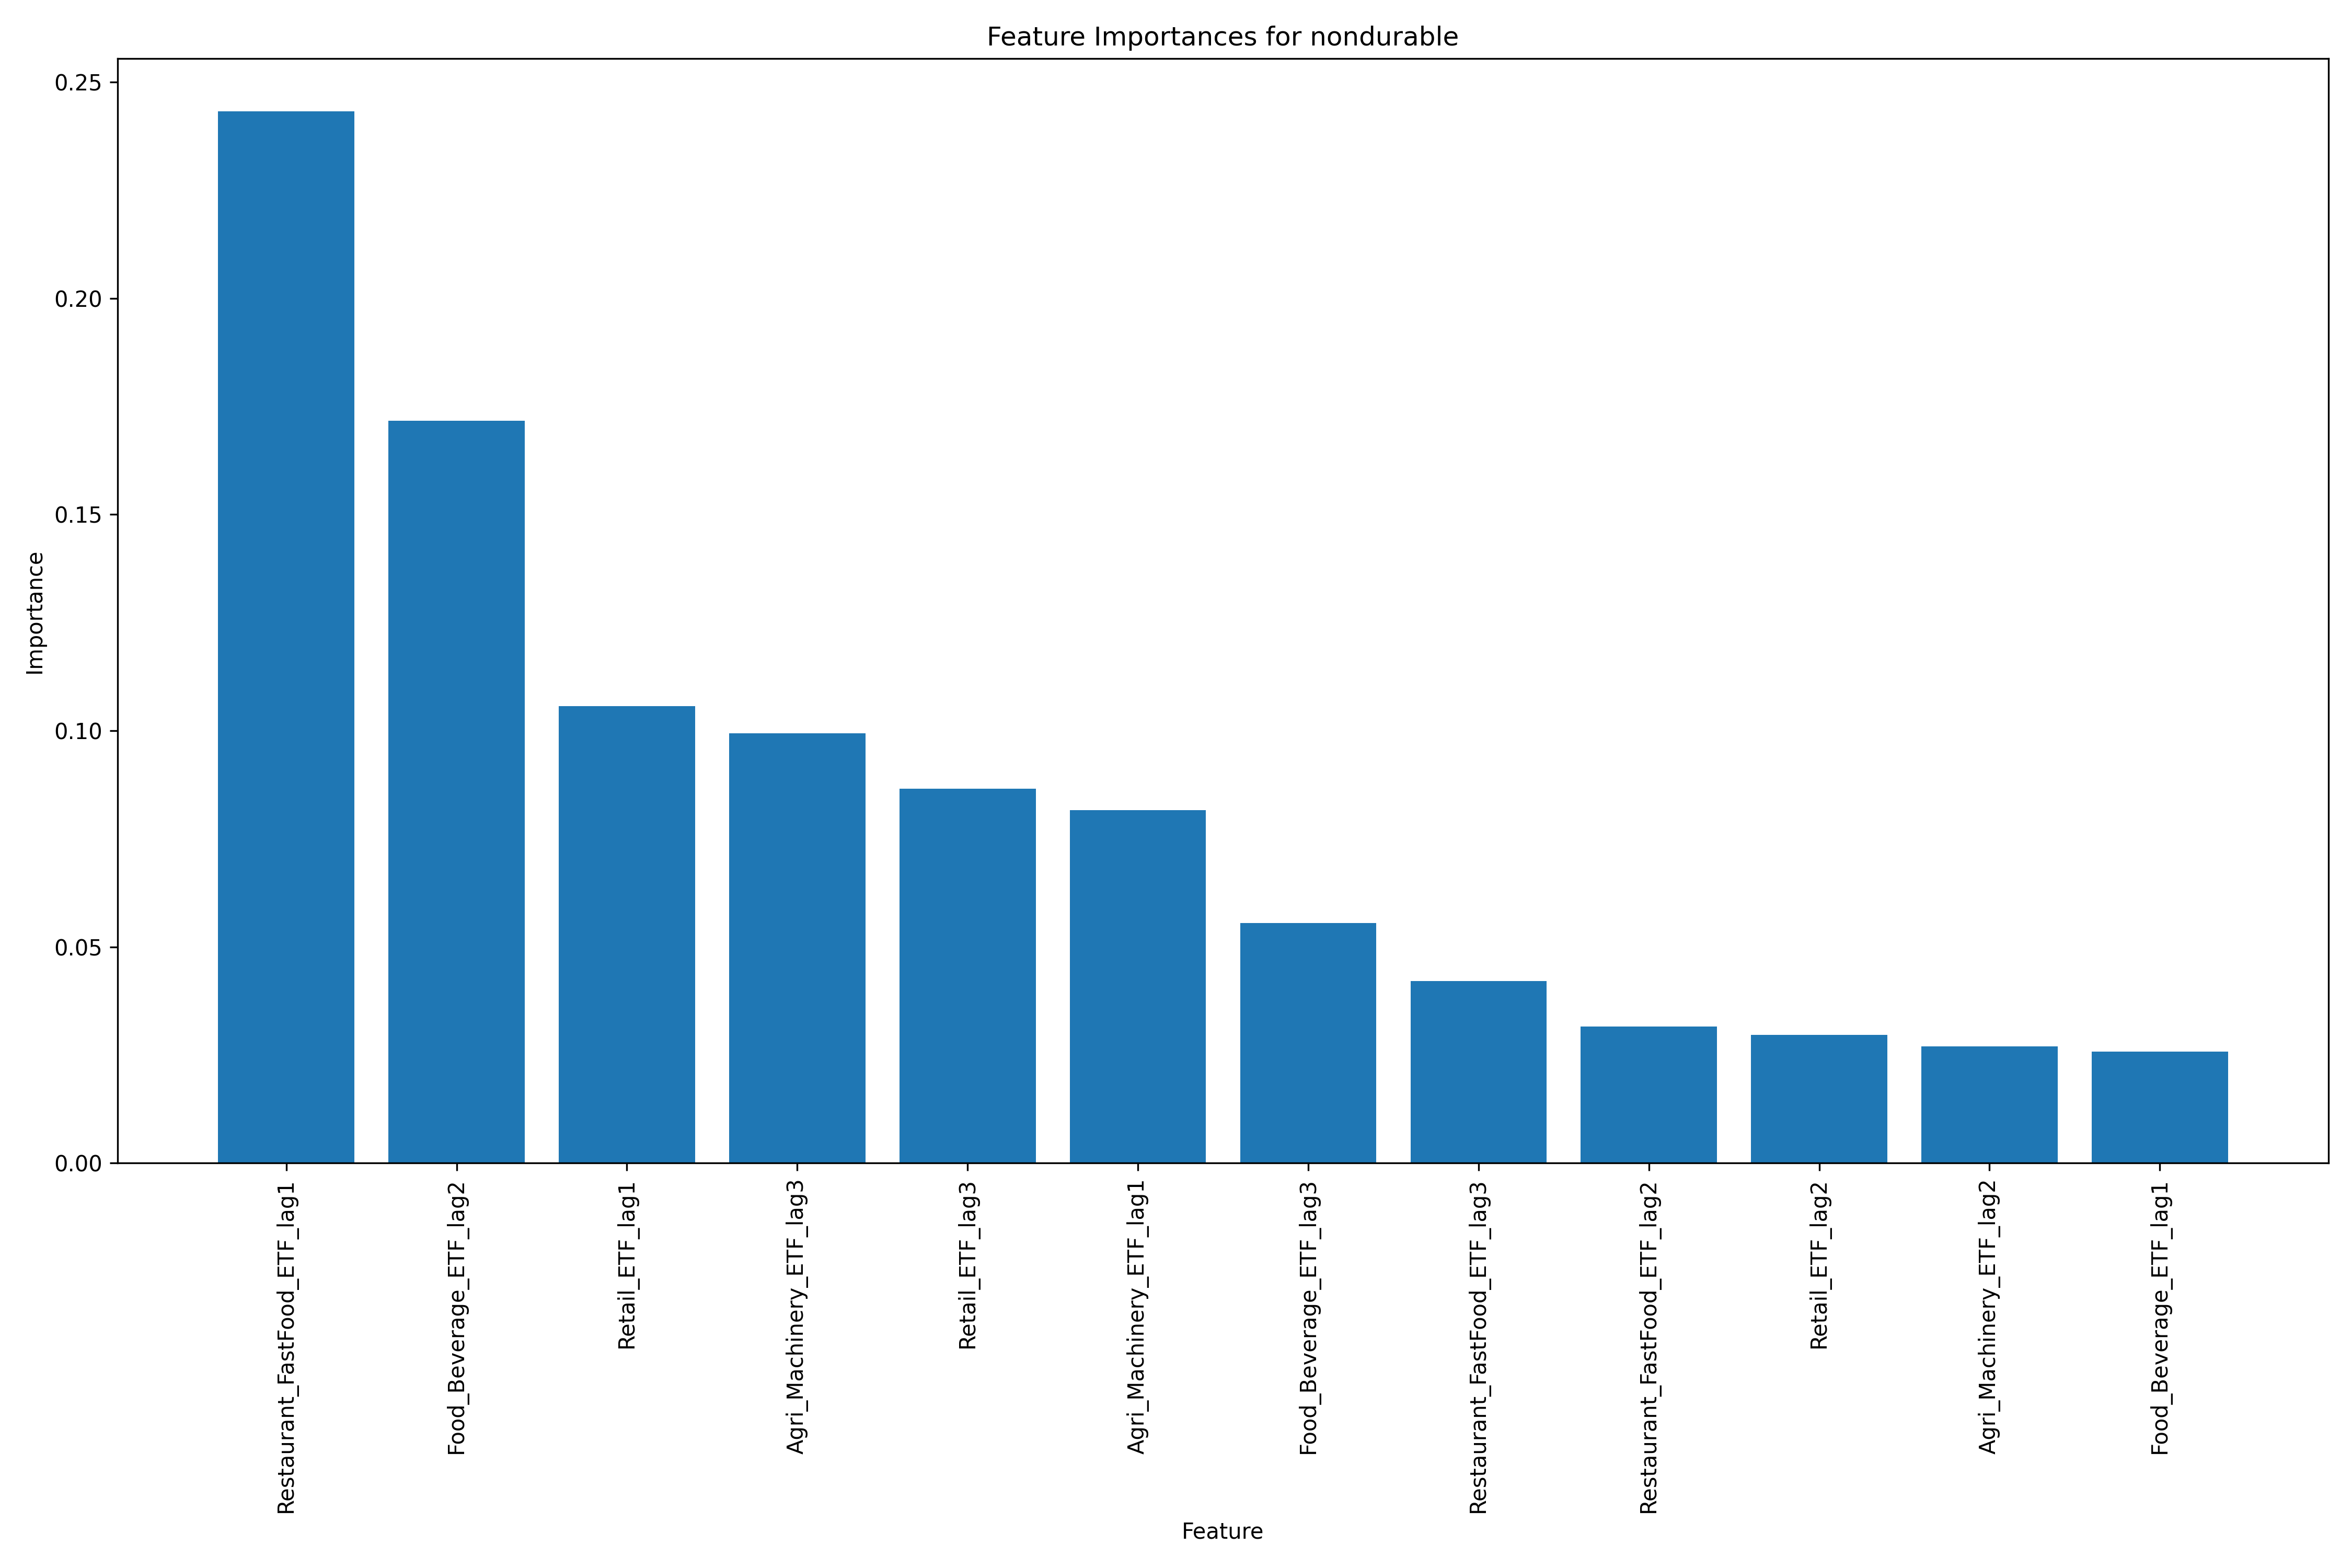 Feature Importances for nondurable
Importance
0.25
0.20
0.15
0.10
0.05
0.00
Restaurant_FastFood_ETF_lag1
Food_Beverage_ETF_lag2
Retail_ETF_lag1
Agri_Machinery_ETF_lag3
Retail_ETF_lag3
Agri_Machinery_ETF_lag1
Food_Beverage_ETF_lag3
Restaurant_FastFood_ETF_lag3
Restaurant_FastFood_ETF_lag2
Retail_ETF_lag2
Agri_Machinery_ETF_lag2
Food_Beverage_ETF_lag1
Feature